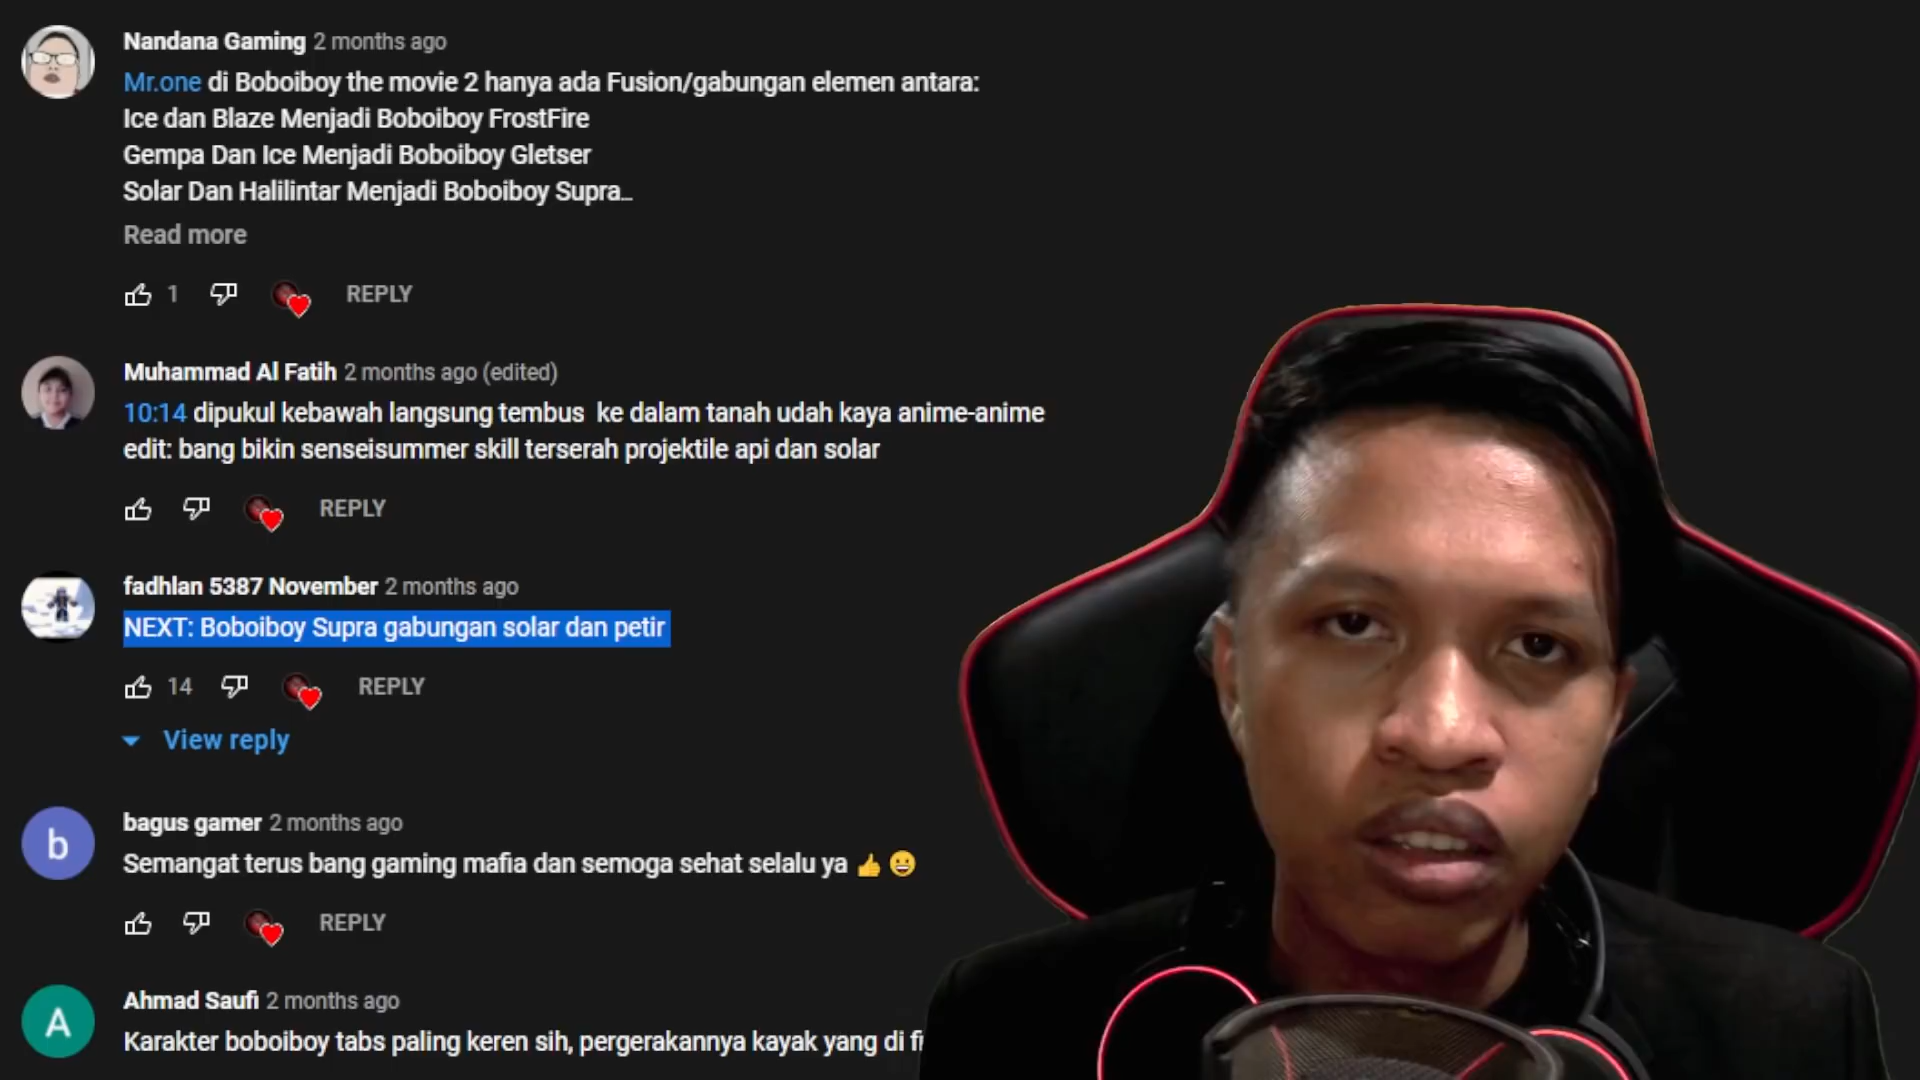 Nandana Gaming 2 months ago
Mr.one di Boboiboy the movie 2 hanya ada Fusion/gabungan elemen antara:
Ice dan Blaze Menjadi Boboiboy FrostFire
Gempa Dan Ice Menjadi Boboiboy Gletser
Solar Dan Halilintar Menjadi Boboiboy Supra...
Read more
1 REPLY
Muhammad Al Fatih 2 months ago (edited)
10:14 dipukul kebawah langsung tembus ke dalam tanah udah kaya anime-anime
edit: bang bikin senseisummer skill terserah projektile api dan solar
REPLY
fadhlan 5387 November 2 months ago
NEXT: Boboiboy Supra gabungan solar dan petir
14 REPLY
View reply
b
bagus gamer 2 months ago
Semangat terus bang gaming mafia dan semoga sehat selalu ya 👍😀
REPLY
A
Ahmad Saufi 2 months ago
Karakter boboiboy tabs paling keren sih, pergerakannya kayak yang di